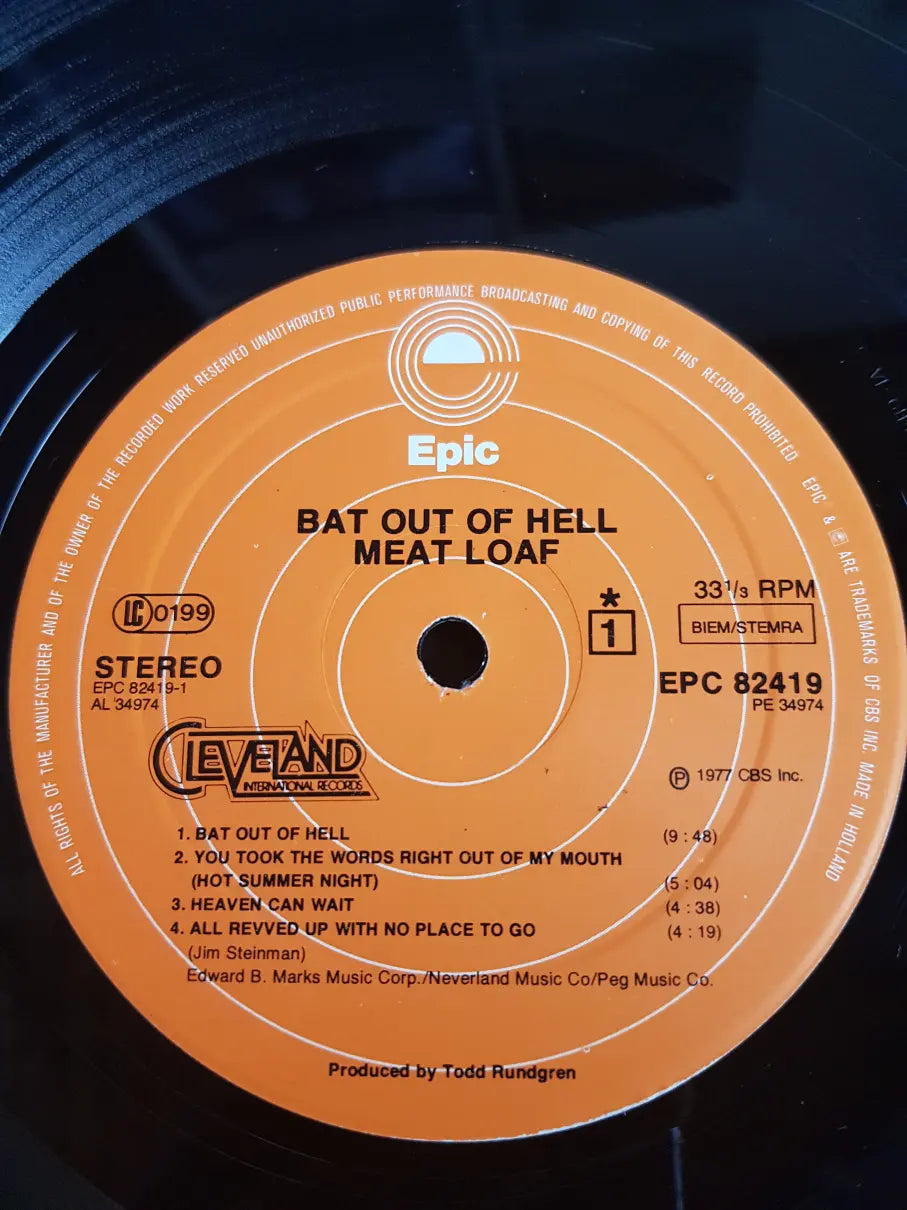 ALL RIGHTS OF THE MANUFACTURER AND OF THE OWNER OF THE RECORDED WORK RESERVED UNAUTHORIZED PUBLIC PERFORMANCE BROADCASTING AND COPYING OF THIS RECORD PROHIBITED. EPIC & ARE TRADEMARKS OF CBS INC. MADE IN HOLLAND
Epic
BAT OUT OF HELL
MEAT LOAF
LC 0199
STEREO
EPC 82419-1
AL 34974
*
1
33 1/3 RPM
BIEM/STEMRA
EPC 82419
PE 34974
CLEVELAND
INTERNATIONAL RECORDS
Ⓟ 1977 CBS Inc.
1. BAT OUT OF HELL (9 : 48)
2. YOU TOOK THE WORDS RIGHT OUT OF MY MOUTH
(HOT SUMMER NIGHT) (5 : 04)
3. HEAVEN CAN WAIT (4 : 38)
4. ALL REVVED UP WITH NO PLACE TO GO (4 : 19)
(Jim Steinman)
Edward B. Marks Music Corp./Neverland Music Co/Peg Music Co.
Produced by Todd Rundgren